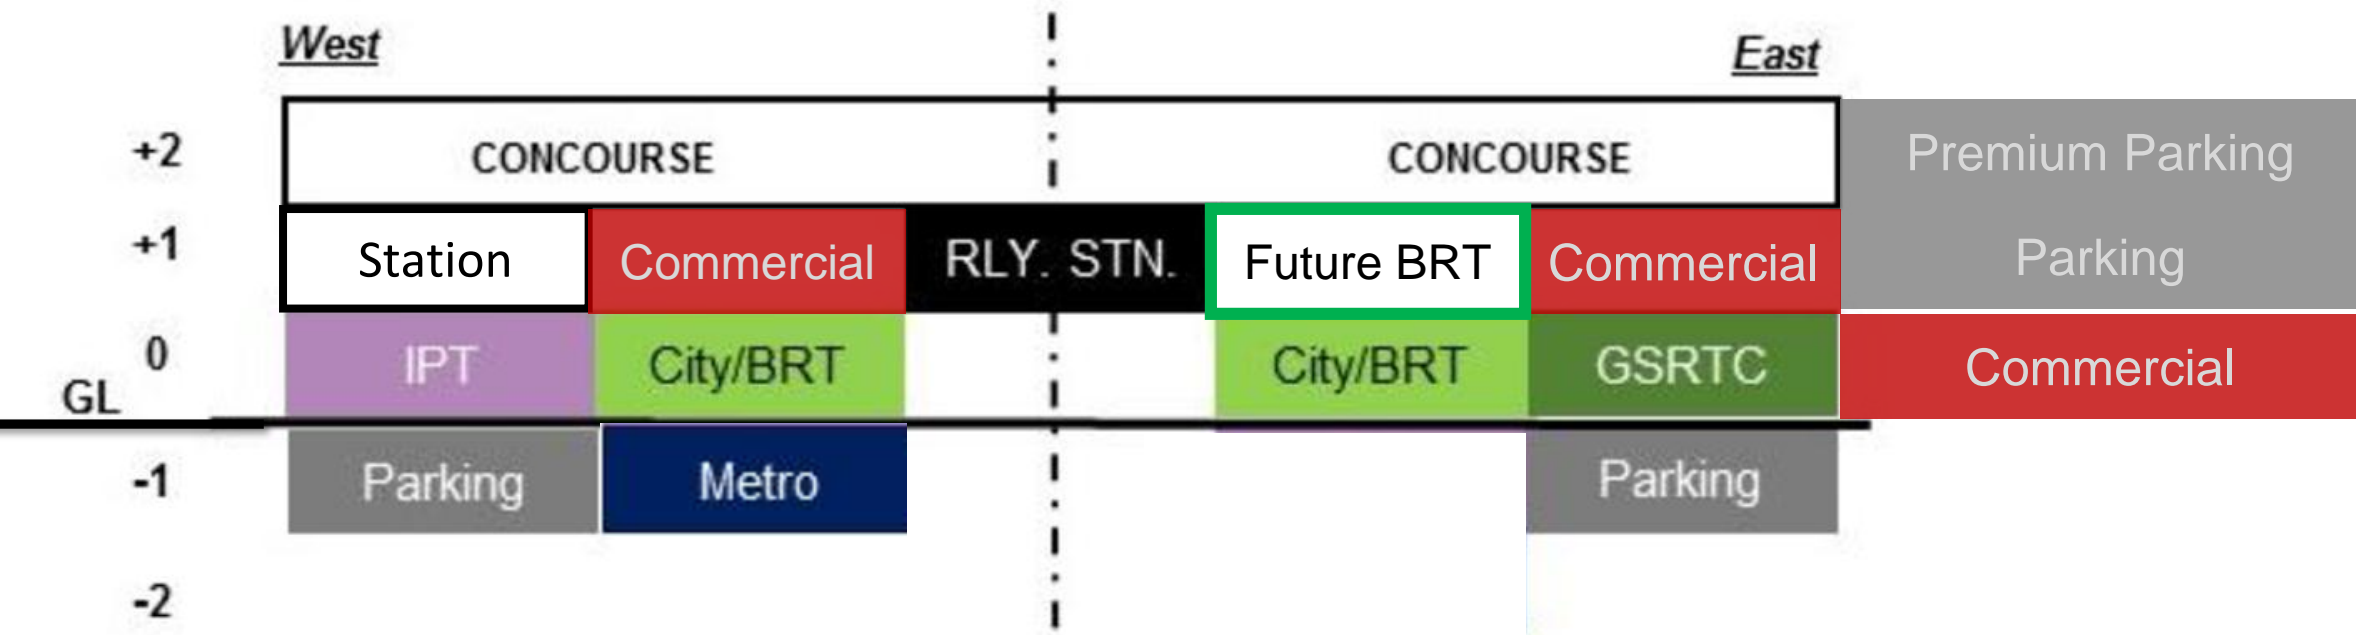 West
East
+2 CONCOURSE CONCOURSE Premium Parking
+1 Station Commercial RLY. STN. Future BRT Commercial Parking
0 IPT City/BRT City/BRT GSRTC Commercial
GL
-1 Parking Metro Parking
-2